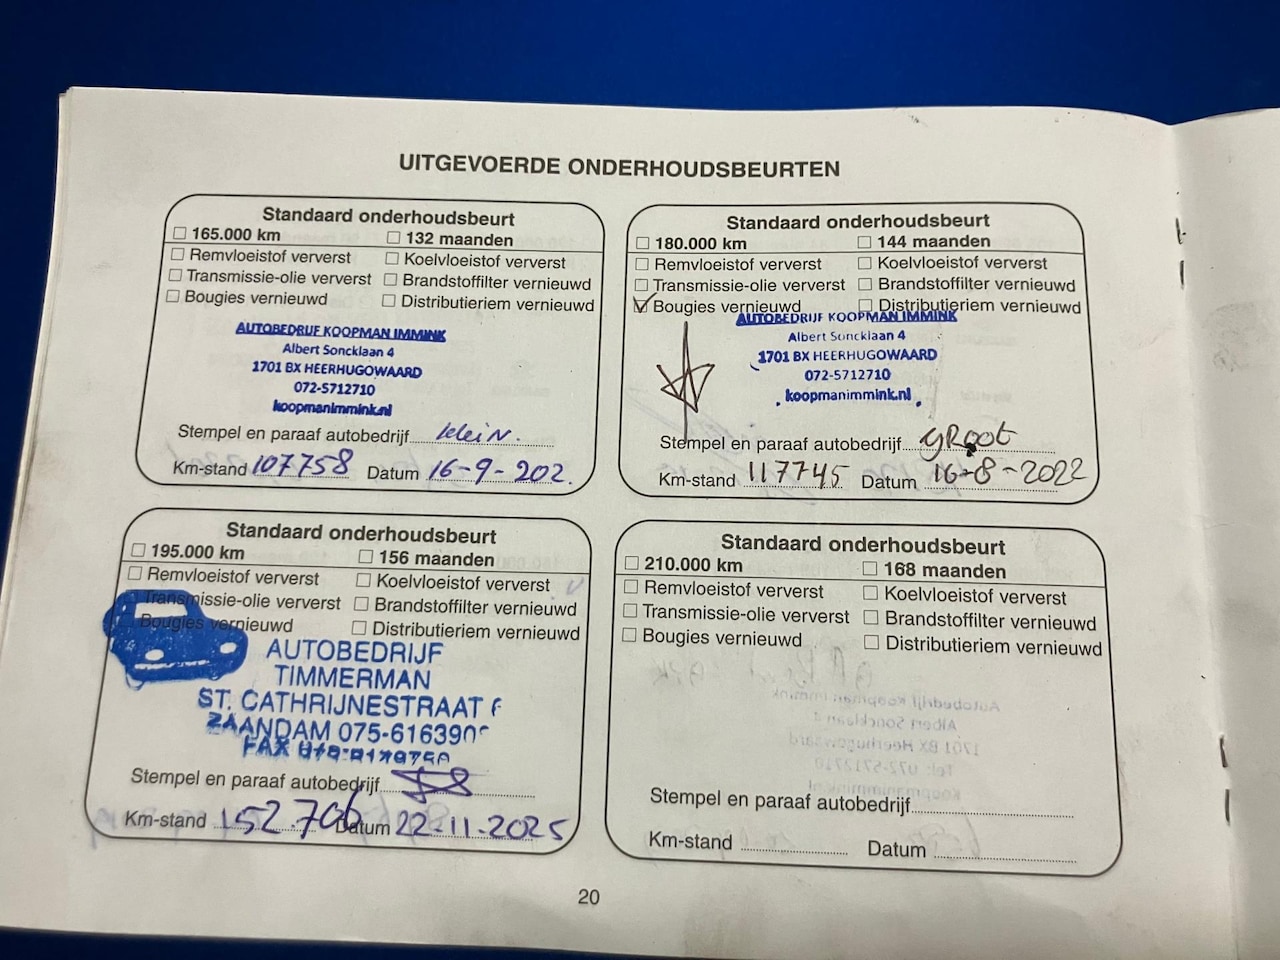 UITGEVOERDE ONDERHOUDSBEURTEN
Standaard onderhoudsbeurt
165.000 km 132 maanden
Remvloeistof ververst Koelvloeistof ververst
Transmissie-olie ververst Brandstoffilter vernieuwd
Bougies vernieuwd Distributieriem vernieuwd
AUTOBEDRIJF KOOPMAN IMMINK
Albert Soncklaan 4
1701 BX HEERHUGOWAARD
072-5712710
koopmanimmink.nl
Stempel en paraaf autobedrijf kleiN.
Km-stand 107758 Datum 16-9-202.
Standaard onderhoudsbeurt
180.000 km 144 maanden
Remvloeistof ververst Koelvloeistof ververst
Transmissie-olie ververst Brandstoffilter vernieuwd
Bougies vernieuwd Distributieriem vernieuwd
AUTOBEDRIJF KOOPMAN IMMINK
Albert Soncklaan 4
1701 BX HEERHUGOWAARD
072-5712710
koopmanimmink.nl
Stempel en paraaf autobedrijf gRoot
Km-stand 117745 Datum 16-8-2022
Standaard onderhoudsbeurt
195.000 km 156 maanden
Remvloeistof ververst Koelvloeistof ververst
Transmissie-olie ververst Brandstoffilter vernieuwd
Bougies vernieuwd Distributieriem vernieuwd
AUTOBEDRIJF
TIMMERMAN
ST. CATHRIJNESTRAAT
ZAANDAM 075-616390
FAX
Stempel en paraaf autobedrijf
Km-stand 152.706 Datum 22-11-2025
Standaard onderhoudsbeurt
210.000 km 168 maanden
Remvloeistof ververst Koelvloeistof ververst
Transmissie-olie ververst Brandstoffilter vernieuwd
Bougies vernieuwd Distributieriem vernieuwd
Stempel en paraaf autobedrijf
Km-stand Datum
20